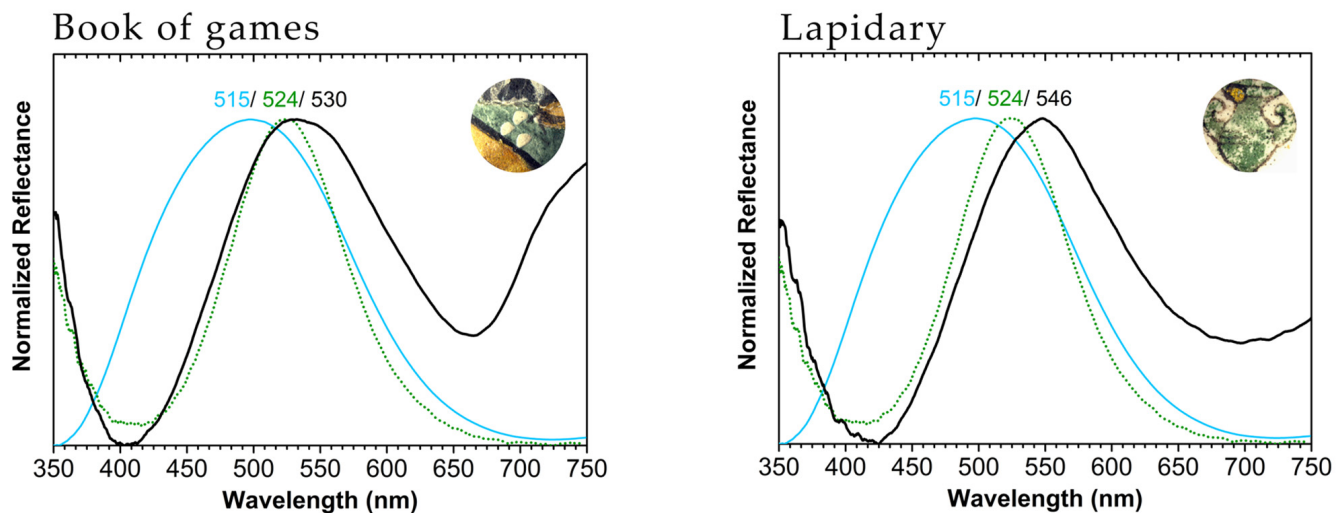 Book of games
515/ 524/ 530
Normalized Reflectance
350 400 450 500 550 600 650 700 750
Wavelength (nm)
Lapidary
515/ 524/ 546
Normalized Reflectance
350 400 450 500 550 600 650 700 750
Wavelength (nm)